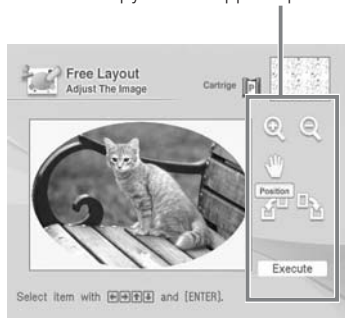 Free Layout
Adjust The Image
Cartrige P
Position
Execute
Select item with and [ENTER].